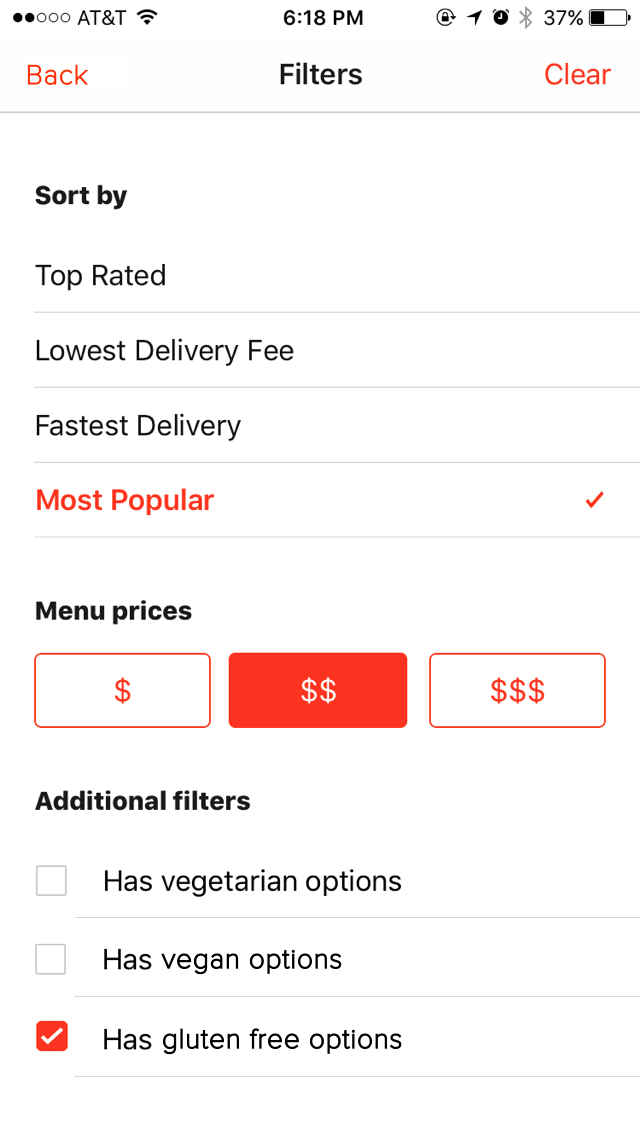 AT&T 6:18 PM 37%
Back Filters Clear
Sort by
Top Rated
Lowest Delivery Fee
Fastest Delivery
Most Popular
Menu prices
$ $$ $$$
Additional filters
Has vegetarian options
Has vegan options
Has gluten free options